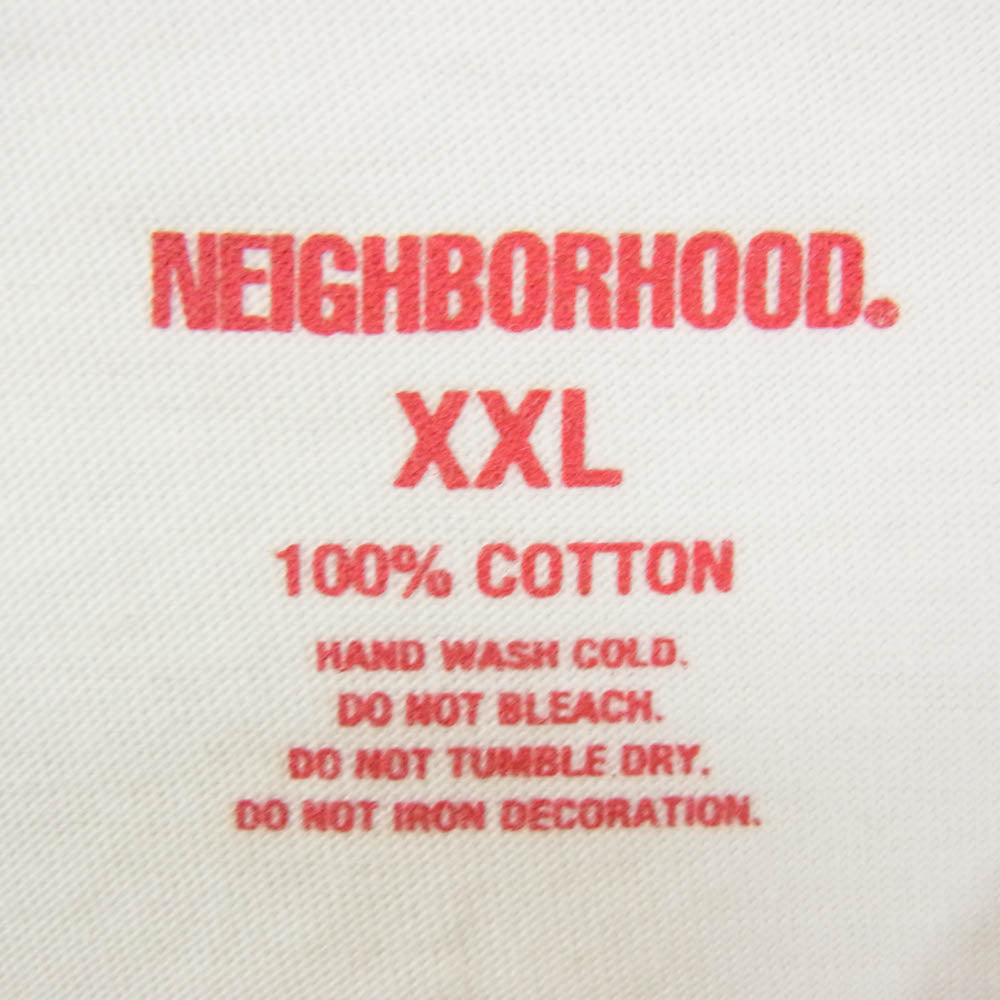 NEIGHBORHOOD®
XXL
100% COTTON
HAND WASH COLD.
DO NOT BLEACH.
DO NOT TUMBLE DRY.
DO NOT IRON DECORATION.